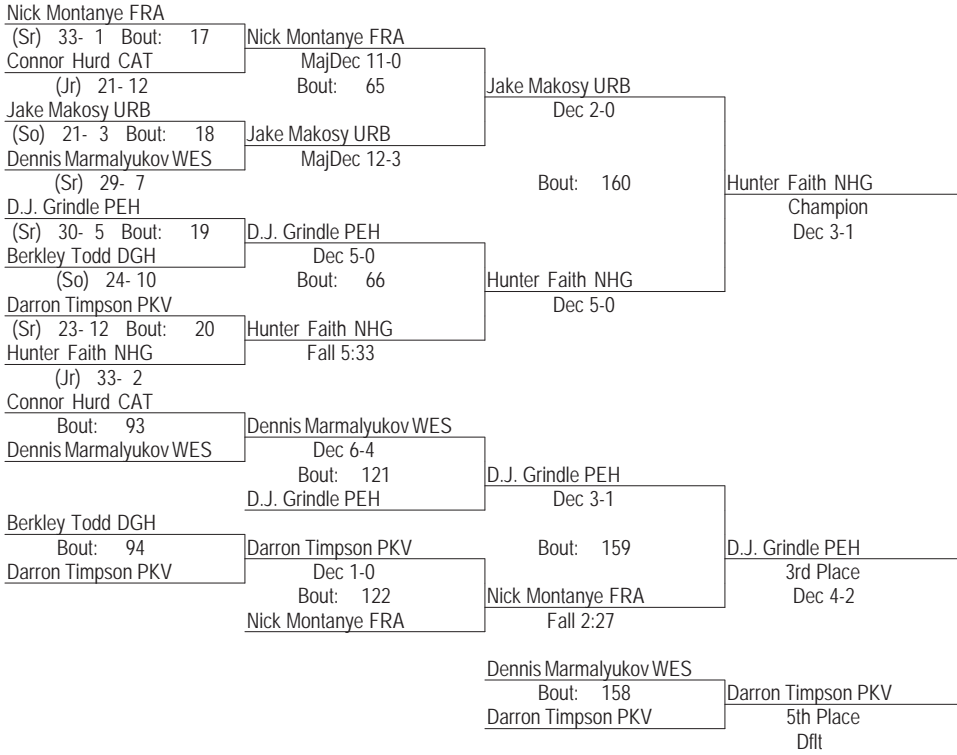 Nick Montanye FRA
(Sr) 33- 1 Bout: 17
Nick Montanye FRA
Connor Hurd CAT
MajDec 11-0
(Jr) 21- 12
Bout: 65
Jake Makosy URB
Jake Makosy URB
Dec 2-0
(So) 21- 3 Bout: 18
Jake Makosy URB
Dennis Marmalyukov WES
MajDec 12-3
(Sr) 29- 7
Bout: 160
Hunter Faith NHG
D.J. Grindle PEH
Champion
(Sr) 30- 5 Bout: 19
D.J. Grindle PEH
Dec 3-1
Berkley Todd DGH
Dec 5-0
(So) 24- 10
Bout: 66
Hunter Faith NHG
Darron Timpson PKV
Dec 5-0
(Sr) 23- 12 Bout: 20
Hunter Faith NHG
Hunter Faith NHG
Fall 5:33
(Jr) 33- 2
Connor Hurd CAT
Bout: 93
Dennis Marmalyukov WES
Dennis Marmalyukov WES
Dec 6-4
Bout: 121
D.J. Grindle PEH
D.J. Grindle PEH
Dec 3-1
Berkley Todd DGH
Bout: 94
Darron Timpson PKV
Bout: 159
D.J. Grindle PEH
Darron Timpson PKV
Dec 1-0
3rd Place
Bout: 122
Nick Montanye FRA
Dec 4-2
Nick Montanye FRA
Fall 2:27
Dennis Marmalyukov WES
Bout: 158
Darron Timpson PKV
Darron Timpson PKV
5th Place
Dflt